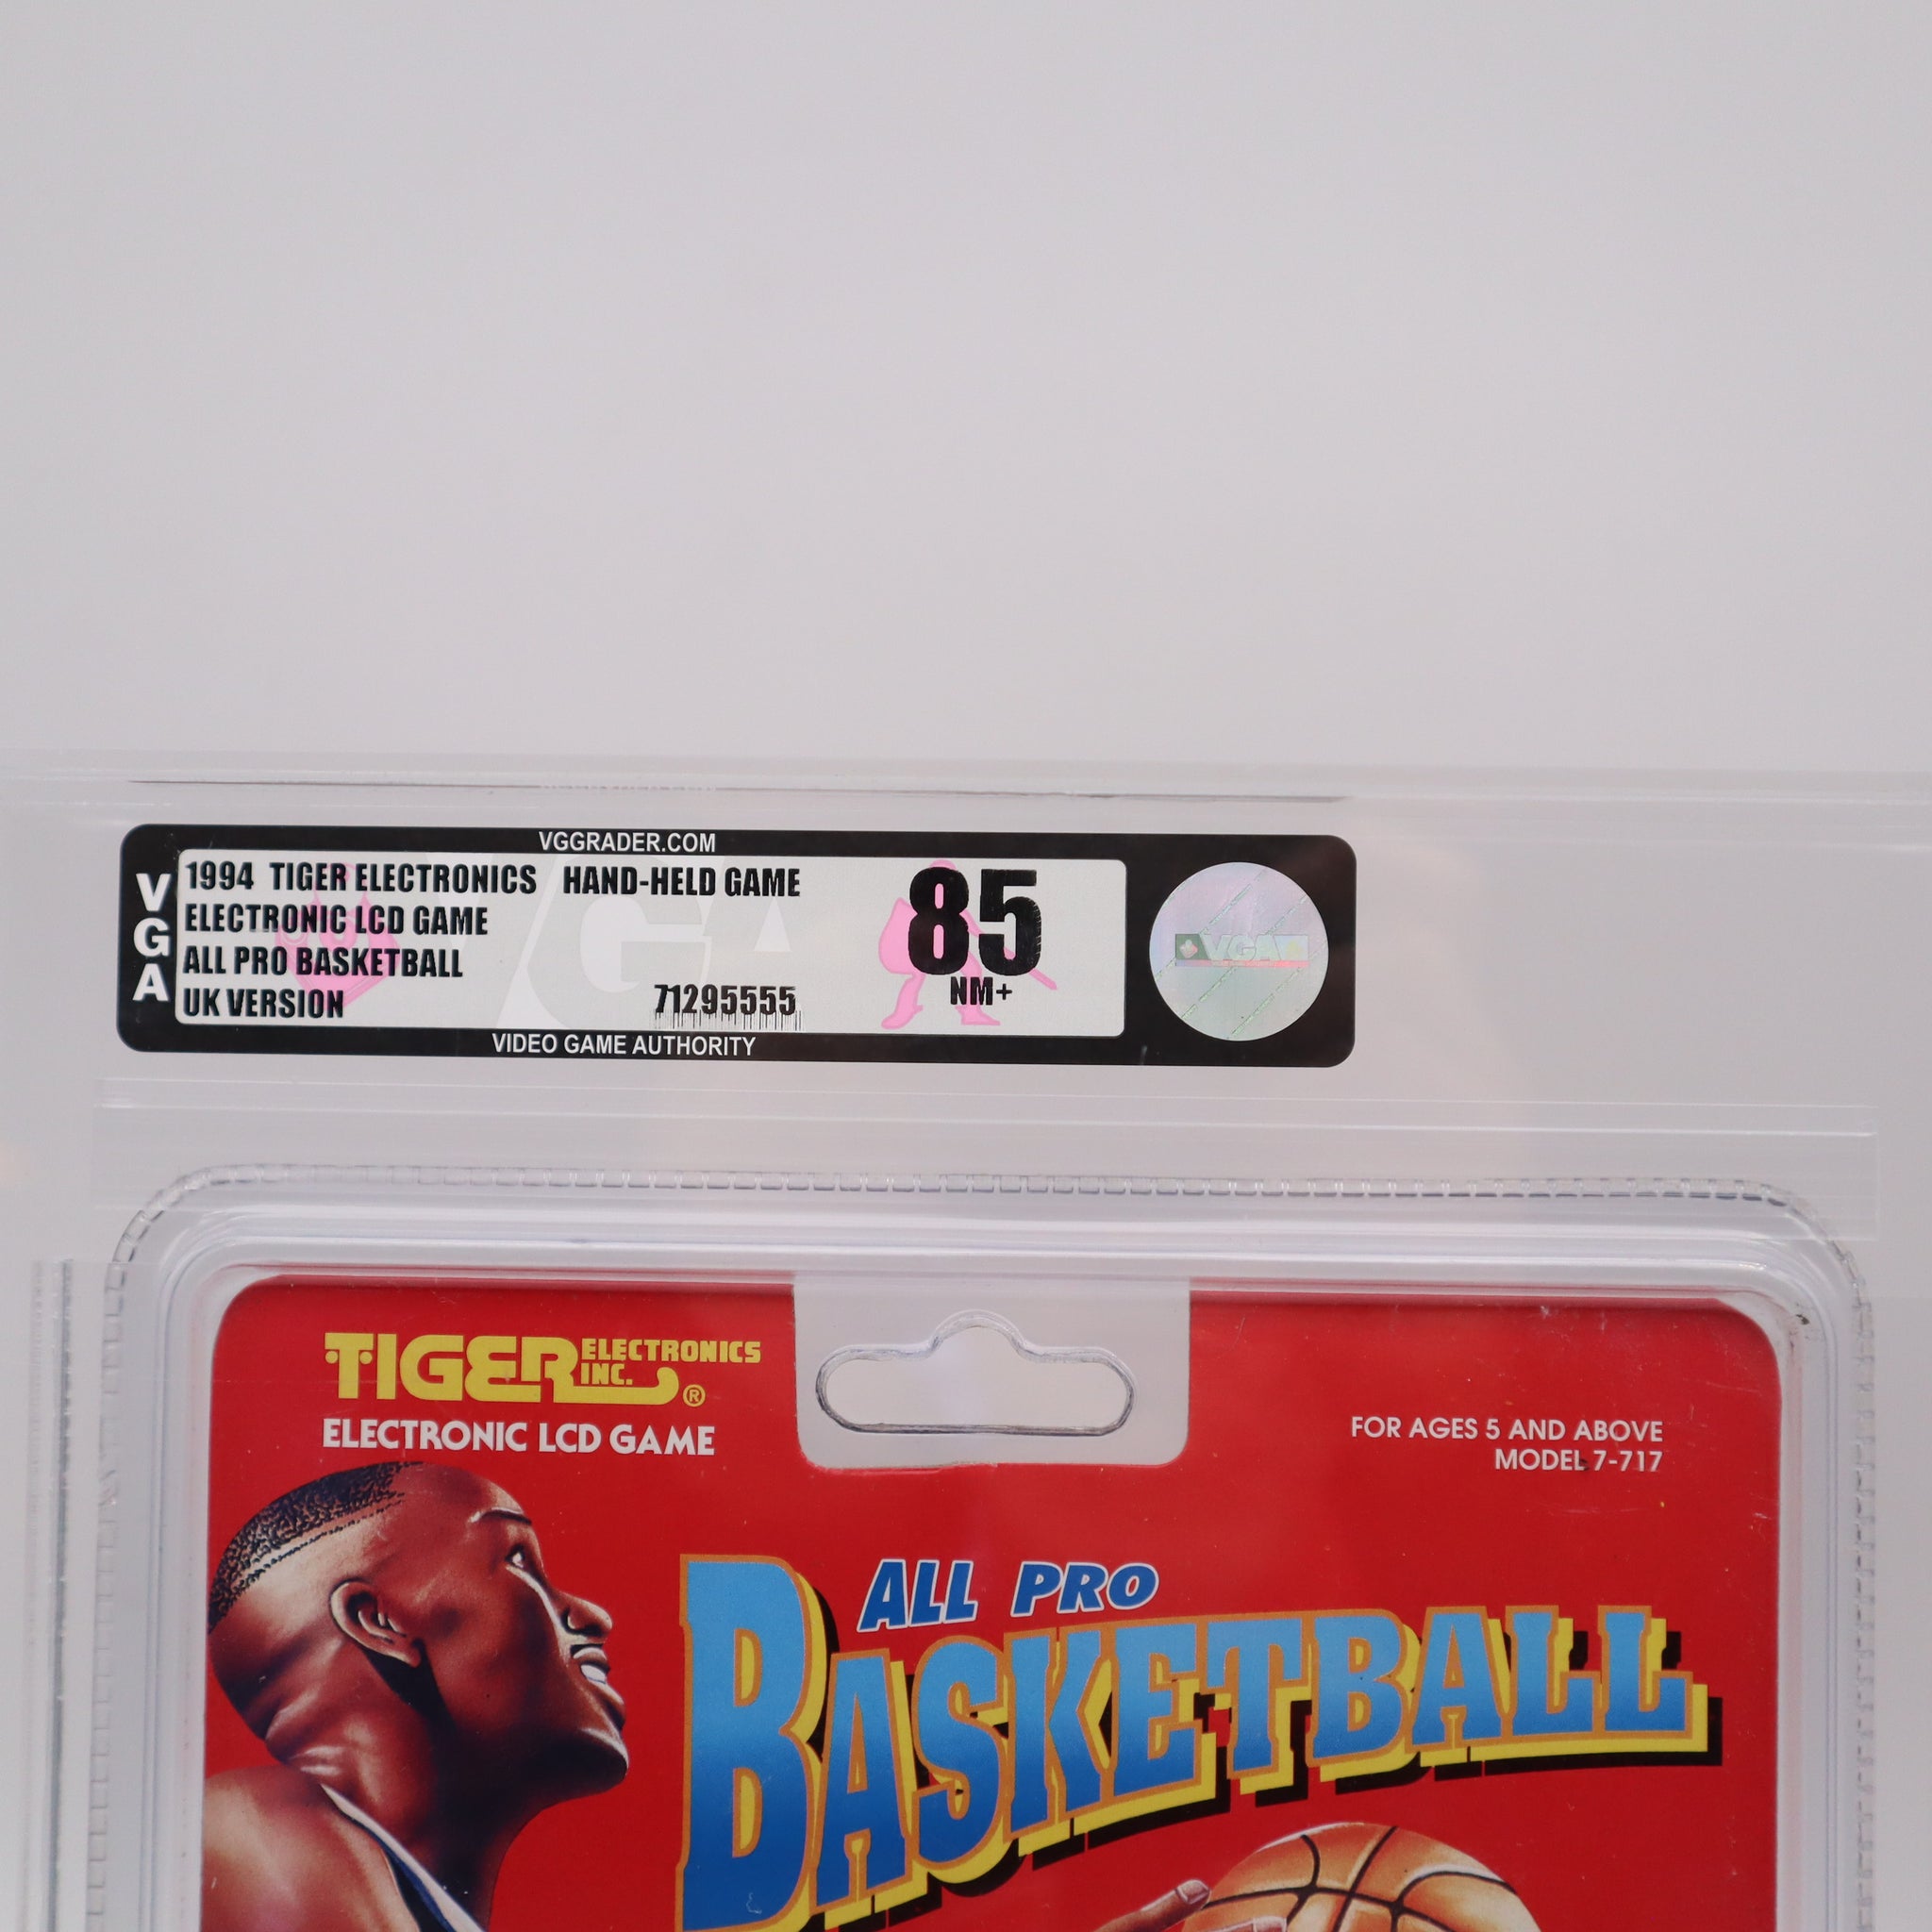 VGGRADER.COM
VGA
1994 TIGER ELECTRONICS HAND-HELD GAME
ELECTRONIC LCD GAME
ALL PRO BASKETBALL
UK VERSION
71295555
85
NM+
VGA
VIDEO GAME AUTHORITY
TIGER ELECTRONICS INC.®
ELECTRONIC LCD GAME
FOR AGES 5 AND ABOVE
MODEL 7-717
ALL PRO
BASKETBALL